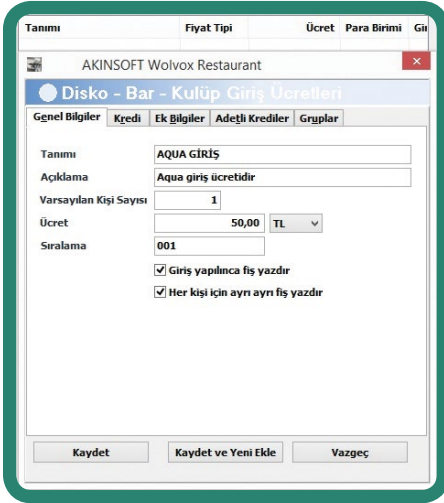 Tanımı Fiyat Tipi Ücret Para Birimi Gir
AKINSOFT Wolvox Restaurant
Disko - Bar - Kulüp Giriş Ücretleri
Genel Bilgiler Kredi Ek Bilgiler Adetli Krediler Gruplar
Tanımı AQUA GİRİŞ
Açıklama Aqua giriş ücretidir
Varsayılan Kişi Sayısı 1
Ücret 50,00 TL
Sıralama 001
Giriş yapılınca fiş yazdır
Her kişi için ayrı ayrı fiş yazdır
Kaydet Kaydet ve Yeni Ekle Vazgeç